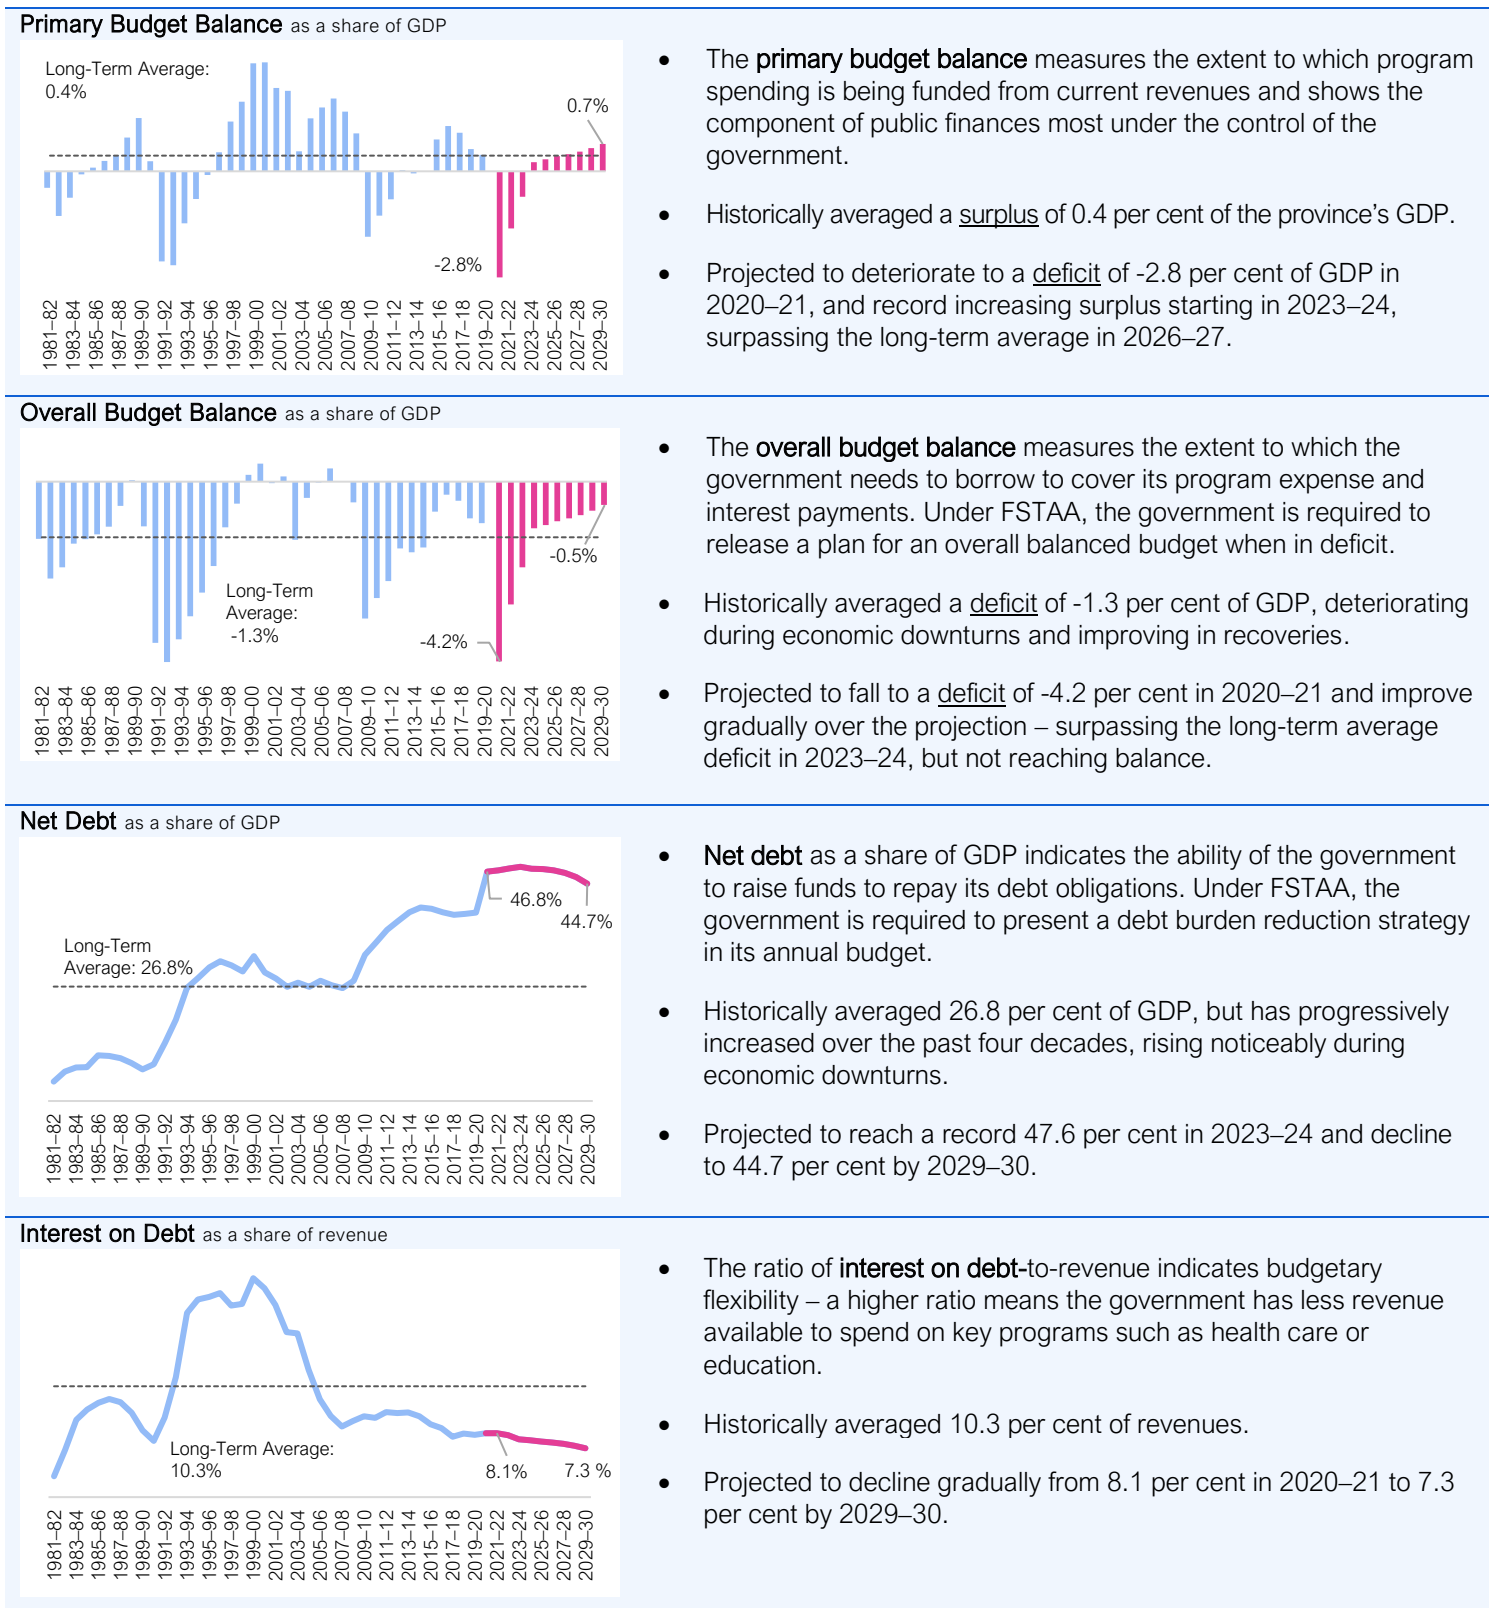 Primary Budget Balance as a share of GDP
Long-Term Average:
0.4%
0.7%
-2.8%
1981–82
1983–84
1985–86
1987–88
1989–90
1991–92
1993–94
1995–96
1997–98
1999–00
2001–02
2003–04
2005–06
2007–08
2009–10
2011–12
2013–14
2015–16
2017–18
2019–20
2021–22
2023–24
2025–26
2027–28
2029–30
• The primary budget balance measures the extent to which program
spending is being funded from current revenues and shows the
component of public finances most under the control of the
government.
• Historically averaged a surplus of 0.4 per cent of the province’s GDP.
• Projected to deteriorate to a deficit of -2.8 per cent of GDP in
2020–21, and record increasing surplus starting in 2023–24,
surpassing the long-term average in 2026–27.
Overall Budget Balance as a share of GDP
Long-Term
Average:
-1.3%
-4.2%
-0.5%
1981–82
1983–84
1985–86
1987–88
1989–90
1991–92
1993–94
1995–96
1997–98
1999–00
2001–02
2003–04
2005–06
2007–08
2009–10
2011–12
2013–14
2015–16
2017–18
2019–20
2021–22
2023–24
2025–26
2027–28
2029–30
• The overall budget balance measures the extent to which the
government needs to borrow to cover its program expense and
interest payments. Under FSTAA, the government is required to
release a plan for an overall balanced budget when in deficit.
• Historically averaged a deficit of -1.3 per cent of GDP, deteriorating
during economic downturns and improving in recoveries.
• Projected to fall to a deficit of -4.2 per cent in 2020–21 and improve
gradually over the projection – surpassing the long-term average
deficit in 2023–24, but not reaching balance.
Net Debt as a share of GDP
Long-Term
Average: 26.8%
46.8%
44.7%
1981–82
1983–84
1985–86
1987–88
1989–90
1991–92
1993–94
1995–96
1997–98
1999–00
2001–02
2003–04
2005–06
2007–08
2009–10
2011–12
2013–14
2015–16
2017–18
2019–20
2021–22
2023–24
2025–26
2027–28
2029–30
• Net debt as a share of GDP indicates the ability of the government
to raise funds to repay its debt obligations. Under FSTAA, the
government is required to present a debt burden reduction strategy
in its annual budget.
• Historically averaged 26.8 per cent of GDP, but has progressively
increased over the past four decades, rising noticeably during
economic downturns.
• Projected to reach a record 47.6 per cent in 2023–24 and decline
to 44.7 per cent by 2029–30.
Interest on Debt as a share of revenue
Long-Term Average:
10.3%
8.1%
7.3 %
1981–82
1983–84
1985–86
1987–88
1989–90
1991–92
1993–94
1995–96
1997–98
1999–00
2001–02
2003–04
2005–06
2007–08
2009–10
2011–12
2013–14
2015–16
2017–18
2019–20
2021–22
2023–24
2025–26
2027–28
2029–30
• The ratio of interest on debt-to-revenue indicates budgetary
flexibility – a higher ratio means the government has less revenue
available to spend on key programs such as health care or
education.
• Historically averaged 10.3 per cent of revenues.
• Projected to decline gradually from 8.1 per cent in 2020–21 to 7.3
per cent by 2029–30.